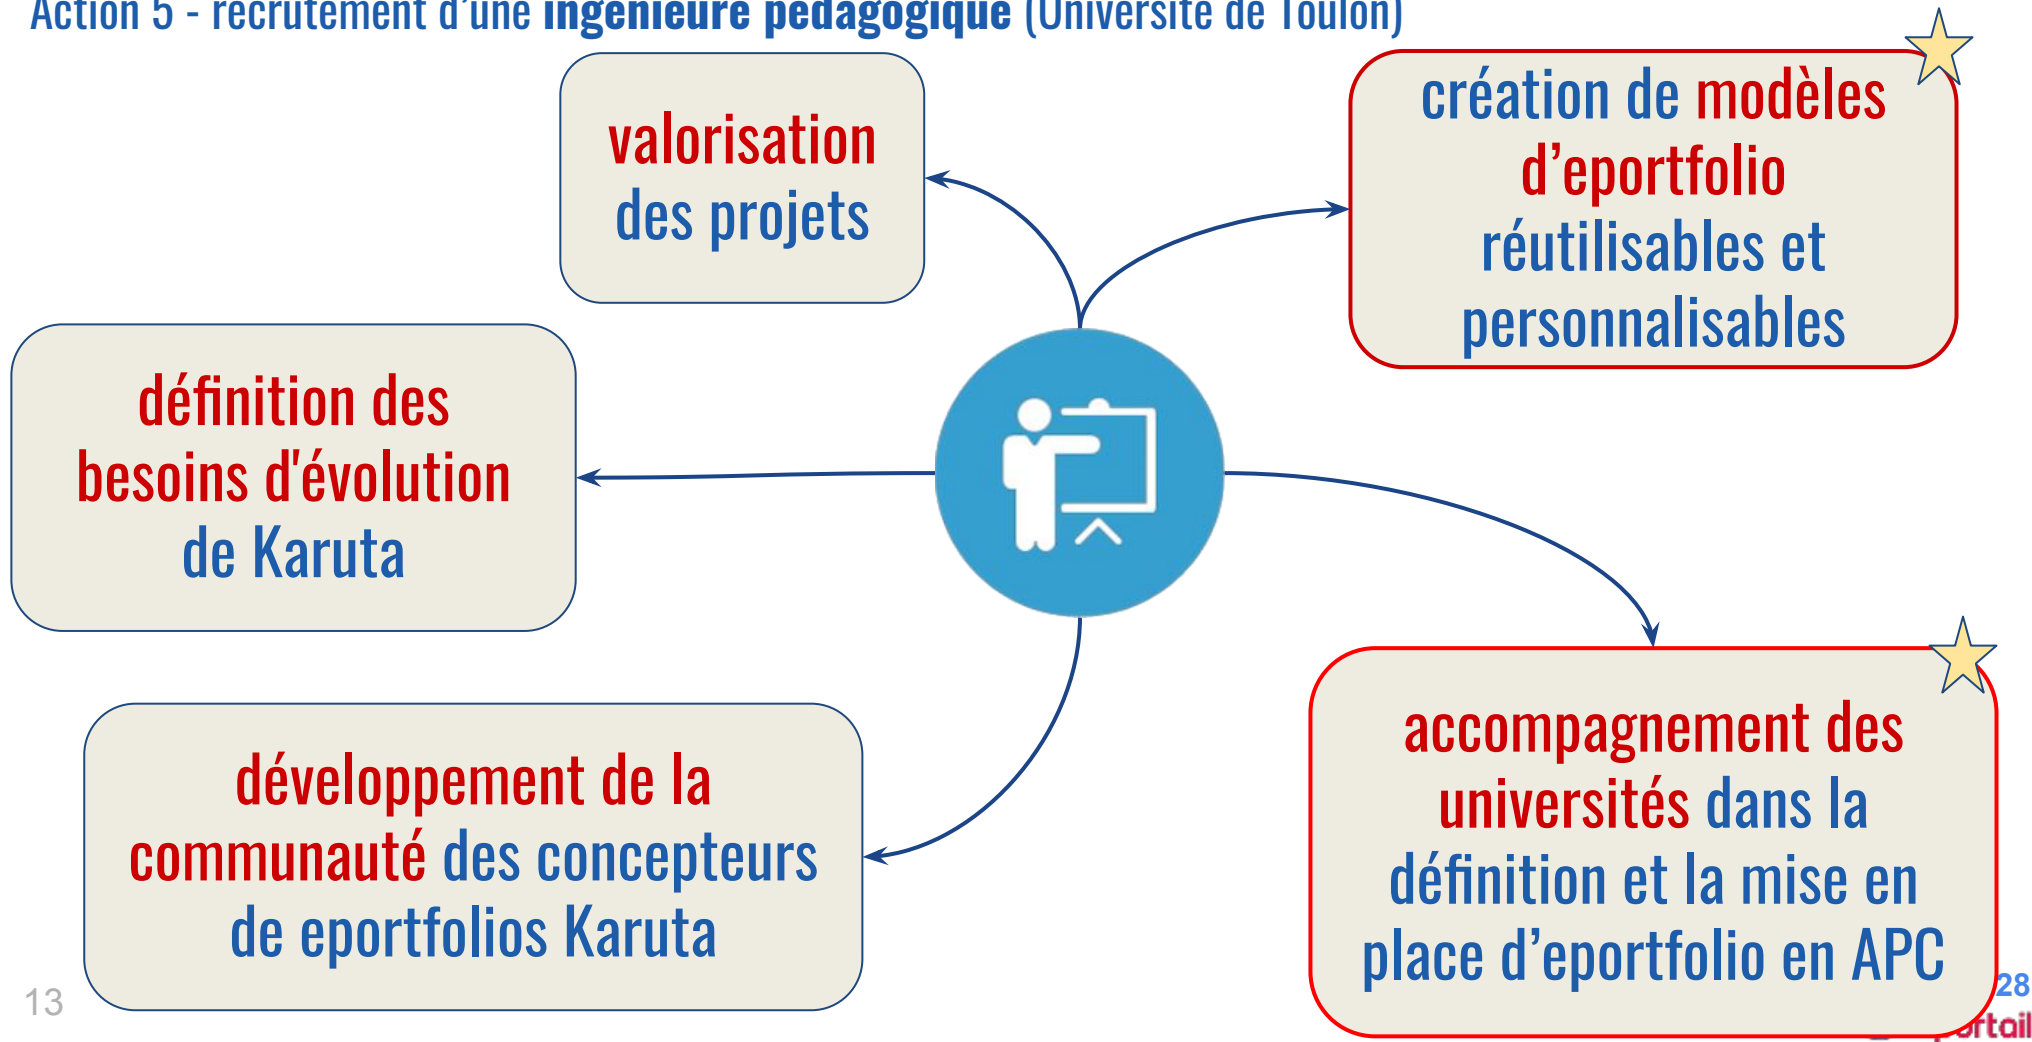 Action 5 - recrutement d'une ingénieure pédagogique (Université de Toulon)
valorisation
des projets
création de modèles
d'eportfolio
réutilisables et
personnalisables
définition des
besoins d'évolution
de Karuta
développement de la
communauté des concepteurs
de eportfolios Karuta
accompagnement des
universités dans la
définition et la mise en
place d'eportfolio en APC
13
28